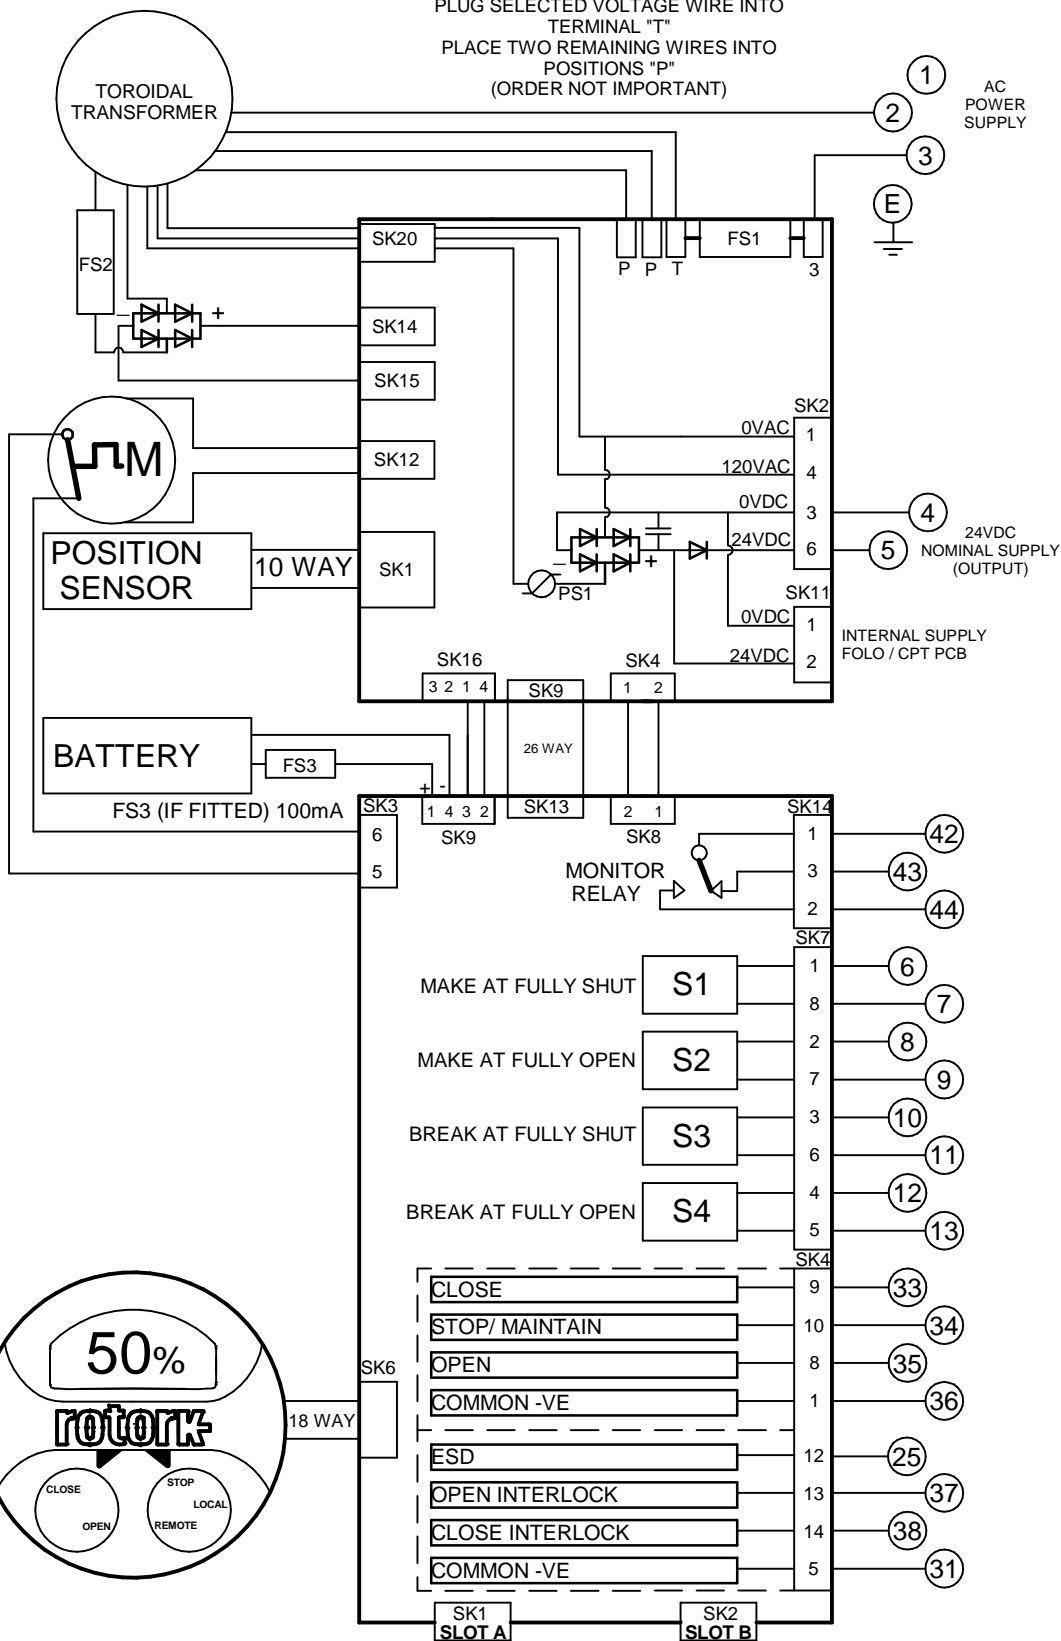 PLUG SELECTED VOLTAGE WIRE INTO
TERMINAL "T"
PLACE TWO REMAINING WIRES INTO
POSITIONS "P"
(ORDER NOT IMPORTANT)
TOROIDAL
TRANSFORMER
1
2
3
E
AC
POWER
SUPPLY
FS2
SK20
P P T
FS1
3
– +
SK14
SK15
SK12
M
POSITION
SENSOR
10 WAY
SK1
SK2
0VAC 1
120VAC 4
0VDC 3
24VDC 6
4
5
24VDC
NOMINAL SUPPLY
(OUTPUT)
– +
PS1
SK11
0VDC 1
24VDC 2
INTERNAL SUPPLY
FOLO / CPT PCB
SK16
3 2 1 4
SK9
SK4
1 2
26 WAY
BATTERY
FS3
+ -
FS3 (IF FITTED) 100mA
SK3
6
5
1 4 3 2
SK9
SK13
2 1
SK8
SK14
MONITOR
RELAY
1 42
3 43
2 44
SK7
MAKE AT FULLY SHUT S1
1 6
8 7
MAKE AT FULLY OPEN S2
2 8
7 9
BREAK AT FULLY SHUT S3
3 10
6 11
BREAK AT FULLY OPEN S4
4 12
5 13
SK4
CLOSE 9 33
STOP/ MAINTAIN 10 34
OPEN 8 35
COMMON -VE 1 36
ESD 12 25
OPEN INTERLOCK 13 37
CLOSE INTERLOCK 14 38
COMMON -VE 5 31
50%
rotork
CLOSE
OPEN
STOP
LOCAL
REMOTE
18 WAY
SK6
SK1
SLOT A
SK2
SLOT B